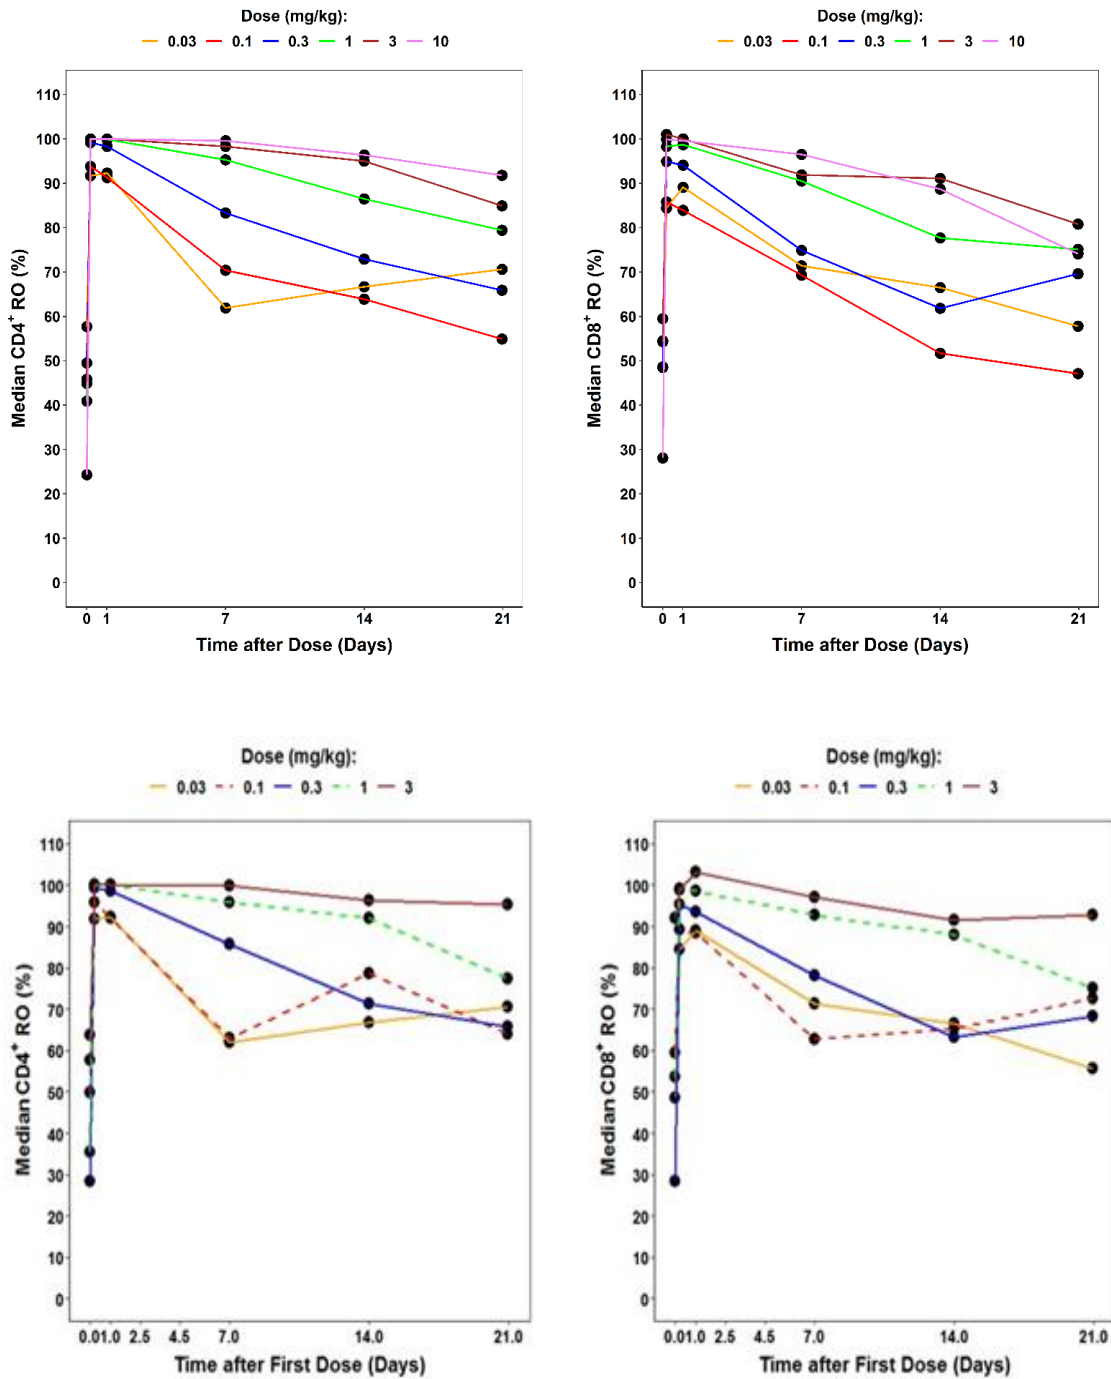 Dose (mg/kg):
0.03 0.1 0.3 1 3 10
Median CD4+ RO (%)
110
100
90
80
70
60
50
40
30
20
10
0
0 1 7 14 21
Time after Dose (Days)
Dose (mg/kg):
0.03 0.1 0.3 1 3 10
Median CD8+ RO (%)
110
100
90
80
70
60
50
40
30
20
10
0
0 1 7 14 21
Time after Dose (Days)
Dose (mg/kg):
0.03 0.1 0.3 1 3
Median CD4+ RO (%)
110
100
90
80
70
60
50
40
30
20
10
0
0.01.0 2.5 4.5 7.0 14.0 21.0
Time after First Dose (Days)
Dose (mg/kg):
0.03 0.1 0.3 1 3
Median CD8+ RO (%)
110
100
90
80
70
60
50
40
30
20
10
0
0.01.0 2.5 4.5 7.0 14.0 21.0
Time after First Dose (Days)